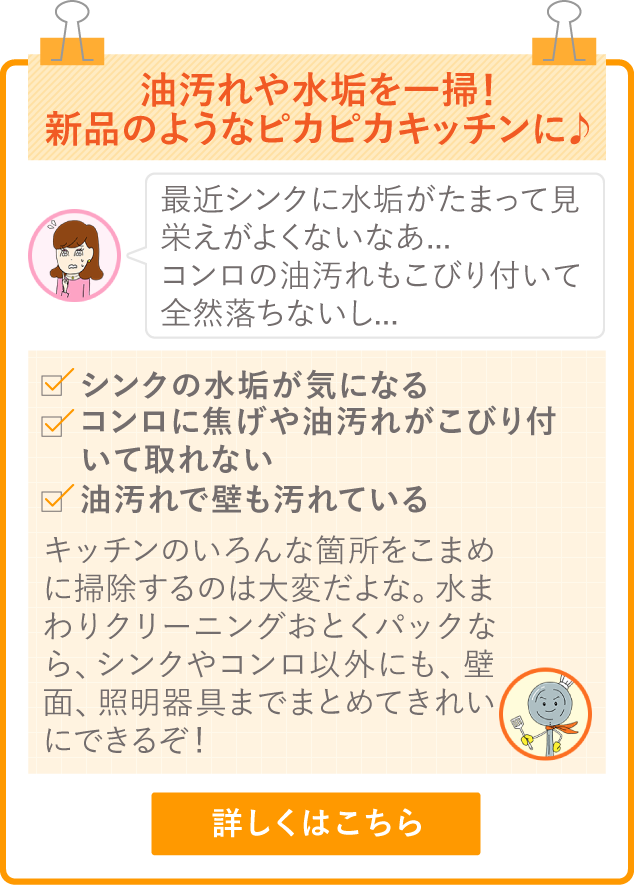 油汚れや水垢を一掃!
新品のようなピカピカキッチンに♪
最近シンクに水垢がたまって見
栄えがよくないなあ…
コンロの油汚れもこびり付いて
全然落ちないし…
シンクの水垢が気になる
コンロに焦げや油汚れがこびり付
いて取れない
油汚れで壁も汚れている
キッチンのいろんな箇所をこまめ
に掃除するのは大変だよな。水ま
わりクリーニングおとくパックな
ら、シンクやコンロ以外にも、壁
面、照明器具までまとめてきれい
にできるぞ!
詳しくはこちら